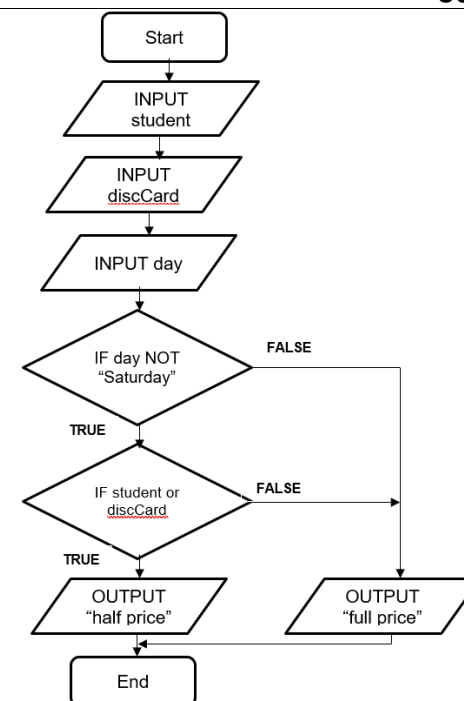 Start
INPUT
student
INPUT
discCard
INPUT day
IF day NOT
“Saturday”
FALSE
TRUE
IF student or
discCard
FALSE
TRUE
OUTPUT
“half price”
OUTPUT
“full price”
End